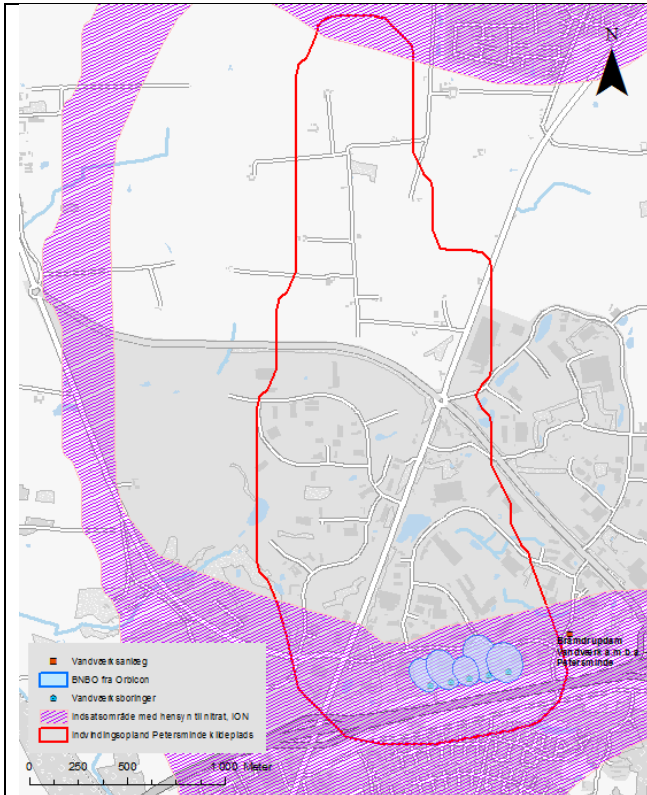 N
Bramdrupdam
Vandværk a.m.b.a
Petersminde
Vandværksanlæg
BNBO fra Orbicon
Vandværksboringer
Indsatsområde med hensyn til nitrat, ION
Indvindingsopland Petersminde kildeplads
0 250 500 1 000 Meter